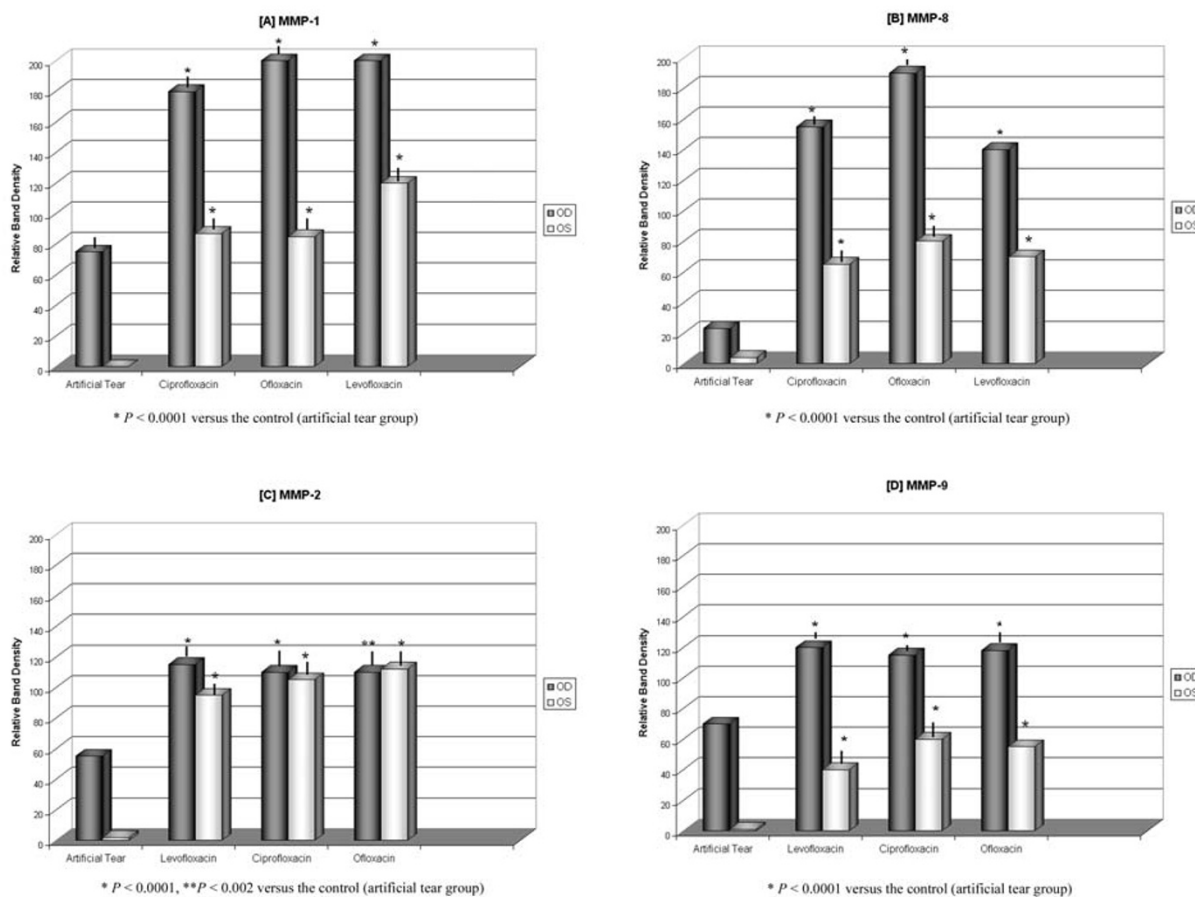 [A] MMP-1
Relative Band Density
200
180
160
140
120
100
80
60
40
20
0
* * * * * *
Artificial Tear Ciprofloxacin Ofloxacin Levofloxacin
OD
OS
* P < 0.0001 versus the control (artificial tear group)
[B] MMP-8
Relative Band Density
200
180
160
140
120
100
80
60
40
20
0
* * * * * *
Artificial Tear Ciprofloxacin Ofloxacin Levofloxacin
OD
OS
* P < 0.0001 versus the control (artificial tear group)
[C] MMP-2
Relative Band Density
200
180
160
140
120
100
80
60
40
20
0
* * * * ** *
Artificial Tear Levofloxacin Ciprofloxacin Ofloxacin
OD
OS
* P < 0.0001, **P < 0.002 versus the control (artificial tear group)
[D] MMP-9
Relative Band Density
200
180
160
140
120
100
80
60
40
20
0
* * * * * *
Artificial Tear Levofloxacin Ciprofloxacin Ofloxacin
OD
OS
* P < 0.0001 versus the control (artificial tear group)